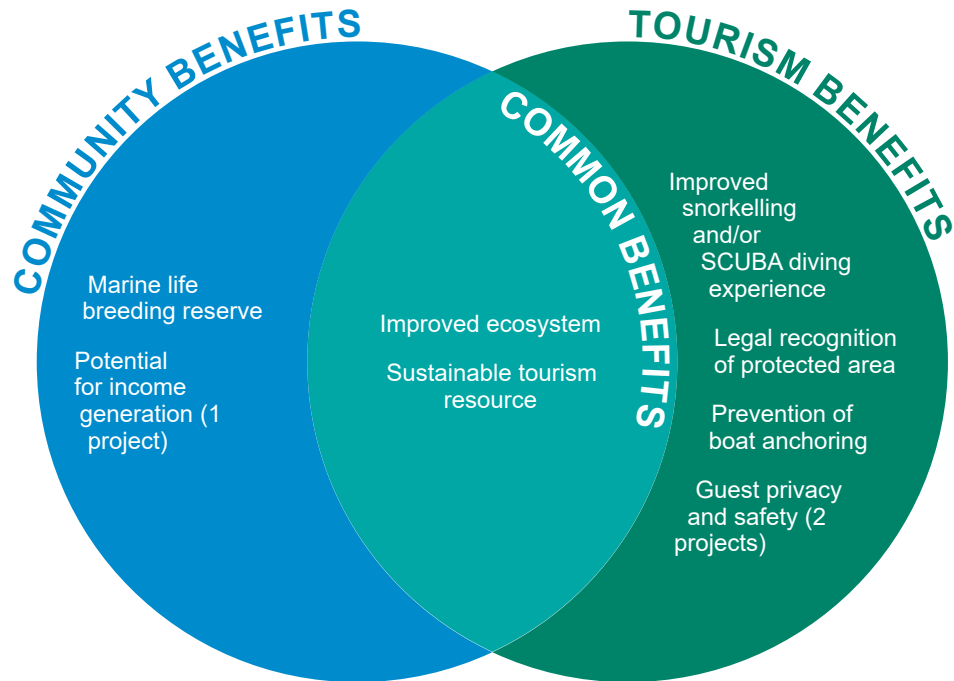 COMMUNITY BENEFITS
Marine life
breeding reserve
Potential
for income
generation (1
project)
COMMON BENEFITS
Improved ecosystem
Sustainable tourism
resource
TOURISM BENEFITS
Improved
snorkelling
and/or
SCUBA diving
experience
Legal recognition
of protected area
Prevention of
boat anchoring
Guest privacy
and safety (2
projects)